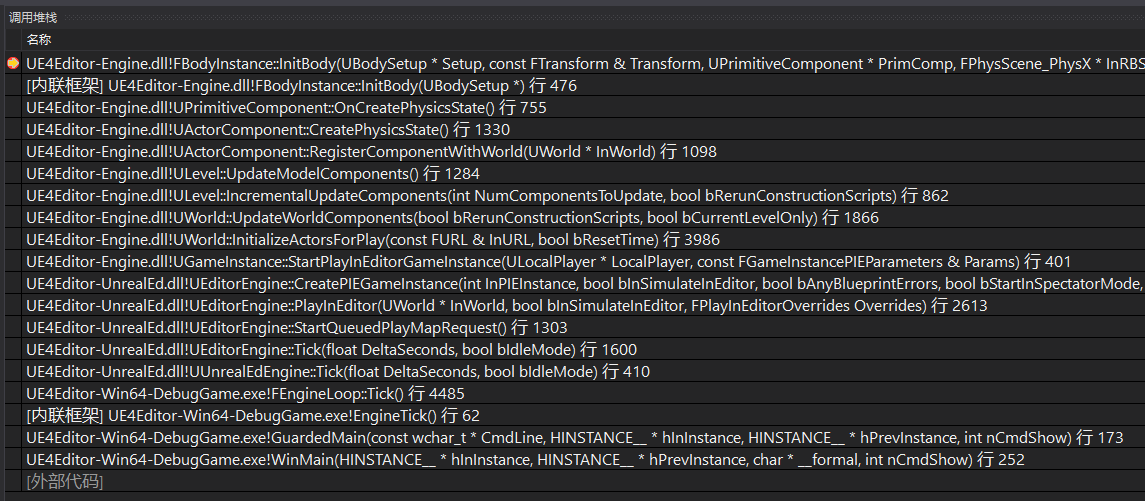 调用堆栈
名称
UE4Editor-Engine.dll!FBodyInstance::InitBody(UBodySetup * Setup, const FTransform & Transform, UPrimitiveComponent * PrimComp, FPhysScene_PhysX * InRBS
[内联框架] UE4Editor-Engine.dll!FBodyInstance::InitBody(UBodySetup *) 行 476
UE4Editor-Engine.dll!UPrimitiveComponent::OnCreatePhysicsState() 行 755
UE4Editor-Engine.dll!UActorComponent::CreatePhysicsState() 行 1330
UE4Editor-Engine.dll!UActorComponent::RegisterComponentWithWorld(UWorld * InWorld) 行 1098
UE4Editor-Engine.dll!ULevel::UpdateModelComponents() 行 1284
UE4Editor-Engine.dll!ULevel::IncrementalUpdateComponents(int NumComponentsToUpdate, bool bRerunConstructionScripts) 行 862
UE4Editor-Engine.dll!UWorld::UpdateWorldComponents(bool bRerunConstructionScripts, bool bCurrentLevelOnly) 行 1866
UE4Editor-Engine.dll!UWorld::InitializeActorsForPlay(const FURL & InURL, bool bResetTime) 行 3986
UE4Editor-Engine.dll!UGameInstance::StartPlayInEditorGameInstance(ULocalPlayer * LocalPlayer, const FGameInstancePIEParameters & Params) 行 401
UE4Editor-UnrealEd.dll!UEditorEngine::CreatePIEGameInstance(int InPIEInstance, bool bInSimulateInEditor, bool bAnyBlueprintErrors, bool bStartInSpectatorMode,
UE4Editor-UnrealEd.dll!UEditorEngine::PlayInEditor(UWorld * InWorld, bool bInSimulateInEditor, FPlayInEditorOverrides Overrides) 行 2613
UE4Editor-UnrealEd.dll!UEditorEngine::StartQueuedPlayMapRequest() 行 1303
UE4Editor-UnrealEd.dll!UEditorEngine::Tick(float DeltaSeconds, bool bIdleMode) 行 1600
UE4Editor-UnrealEd.dll!UUnrealEdEngine::Tick(float DeltaSeconds, bool bIdleMode) 行 410
UE4Editor-Win64-DebugGame.exe!FEngineLoop::Tick() 行 4485
[内联框架] UE4Editor-Win64-DebugGame.exe!EngineTick() 行 62
UE4Editor-Win64-DebugGame.exe!GuardedMain(const wchar_t * CmdLine, HINSTANCE__ * hInInstance, HINSTANCE__ * hPrevInstance, int nCmdShow) 行 173
UE4Editor-Win64-DebugGame.exe!WinMain(HINSTANCE__ * hInInstance, HINSTANCE__ * hPrevInstance, char * __formal, int nCmdShow) 行 252
[外部代码]